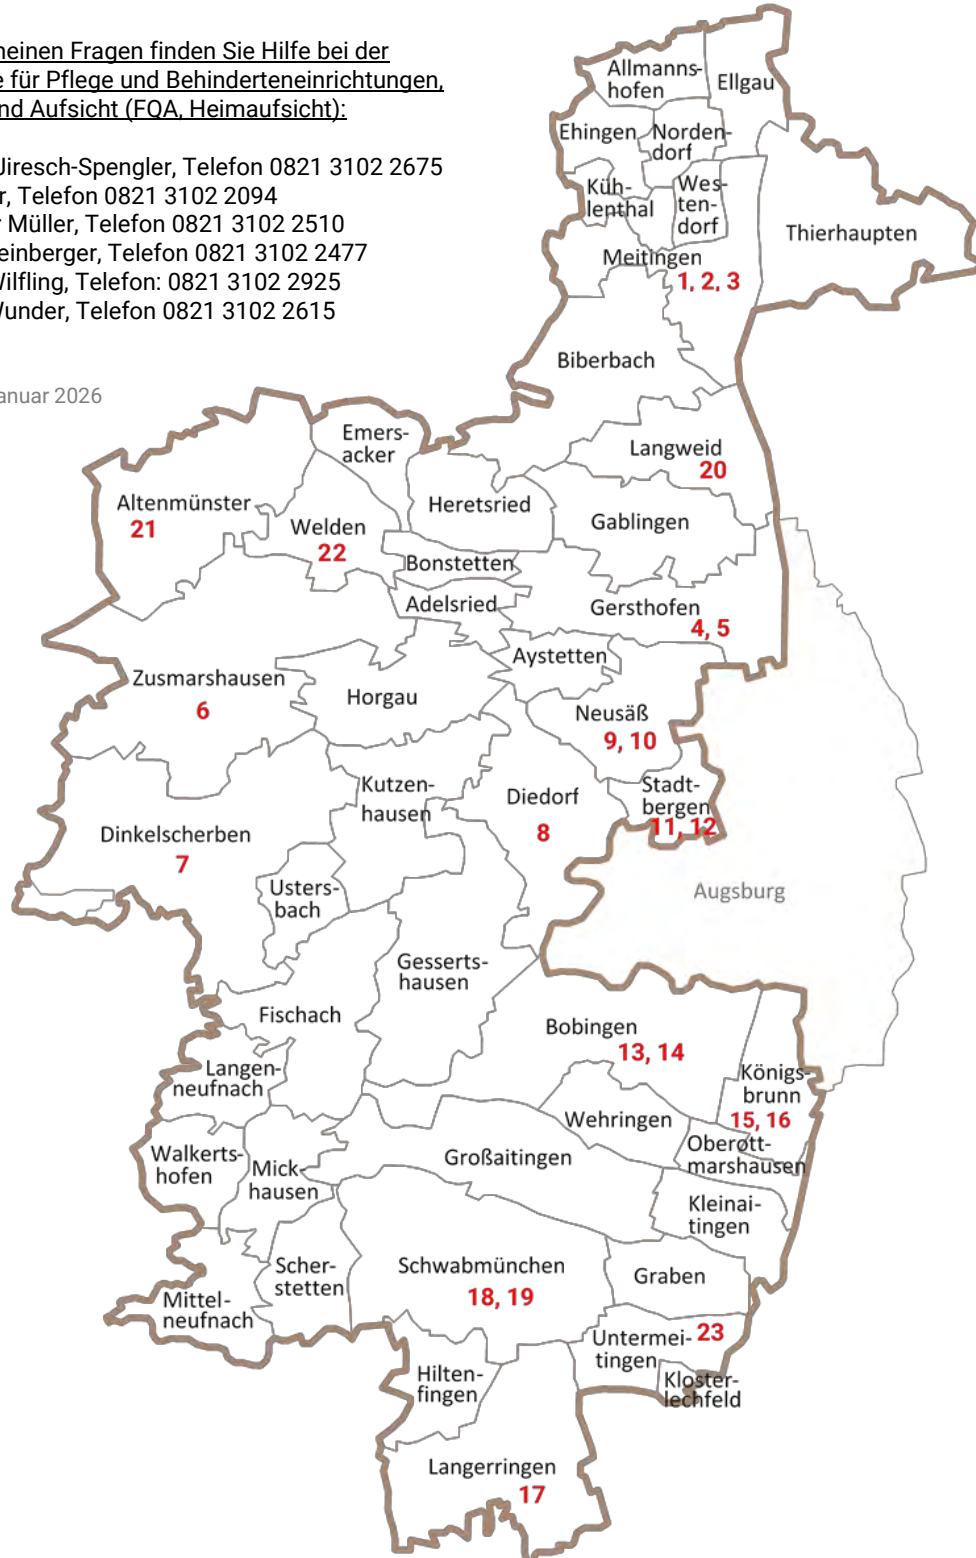 einen Fragen finden Sie Hilfe bei der
für Pflege und Behinderteneinrichtungen,
nd Aufsicht (FQA, Heimaufsicht):
Jiresch-Spengler, Telefon 0821 3102 2675
r, Telefon 0821 3102 2094
r Müller, Telefon 0821 3102 2510
einberger, Telefon 0821 3102 2477
Wilfling, Telefon: 0821 3102 2925
Wunder, Telefon 0821 3102 2615
anuar 2026
Allmanns-
hofen
Ellgau
Ehingen
Norden-
dorf
Küh-
lenthal
Wes-
ten-
dorf
Thierhaupten
Meitingen
1, 2, 3
Biberbach
Emers-
acker
Langweid
20
Altenmünster
21
Welden
22
Heretsried
Gablingen
Bonstetten
Adelsried
Gersthofen
4, 5
Aystetten
Zusmarshausen
6
Horgau
Neusäß
9, 10
Kutzen-
hausen
Diedorf
8
Stadt-
bergen
11, 12
Dinkelscherben
7
Usters-
bach
Augsburg
Gesserts-
hausen
Fischach
Bobingen
13, 14
Langen-
neufnach
Königs-
brunn
15, 16
Wehringen
Oberott-
marshausen
Walkerts-
hofen
Mick-
hausen
Großaitingen
Kleinai-
tingen
Scher-
stetten
Schwabmünchen
18, 19
Graben
Mittel-
neufnach
Untermei-
tingen
23
Hilten-
fingen
Kloster-
lechfeld
Langerringen
17